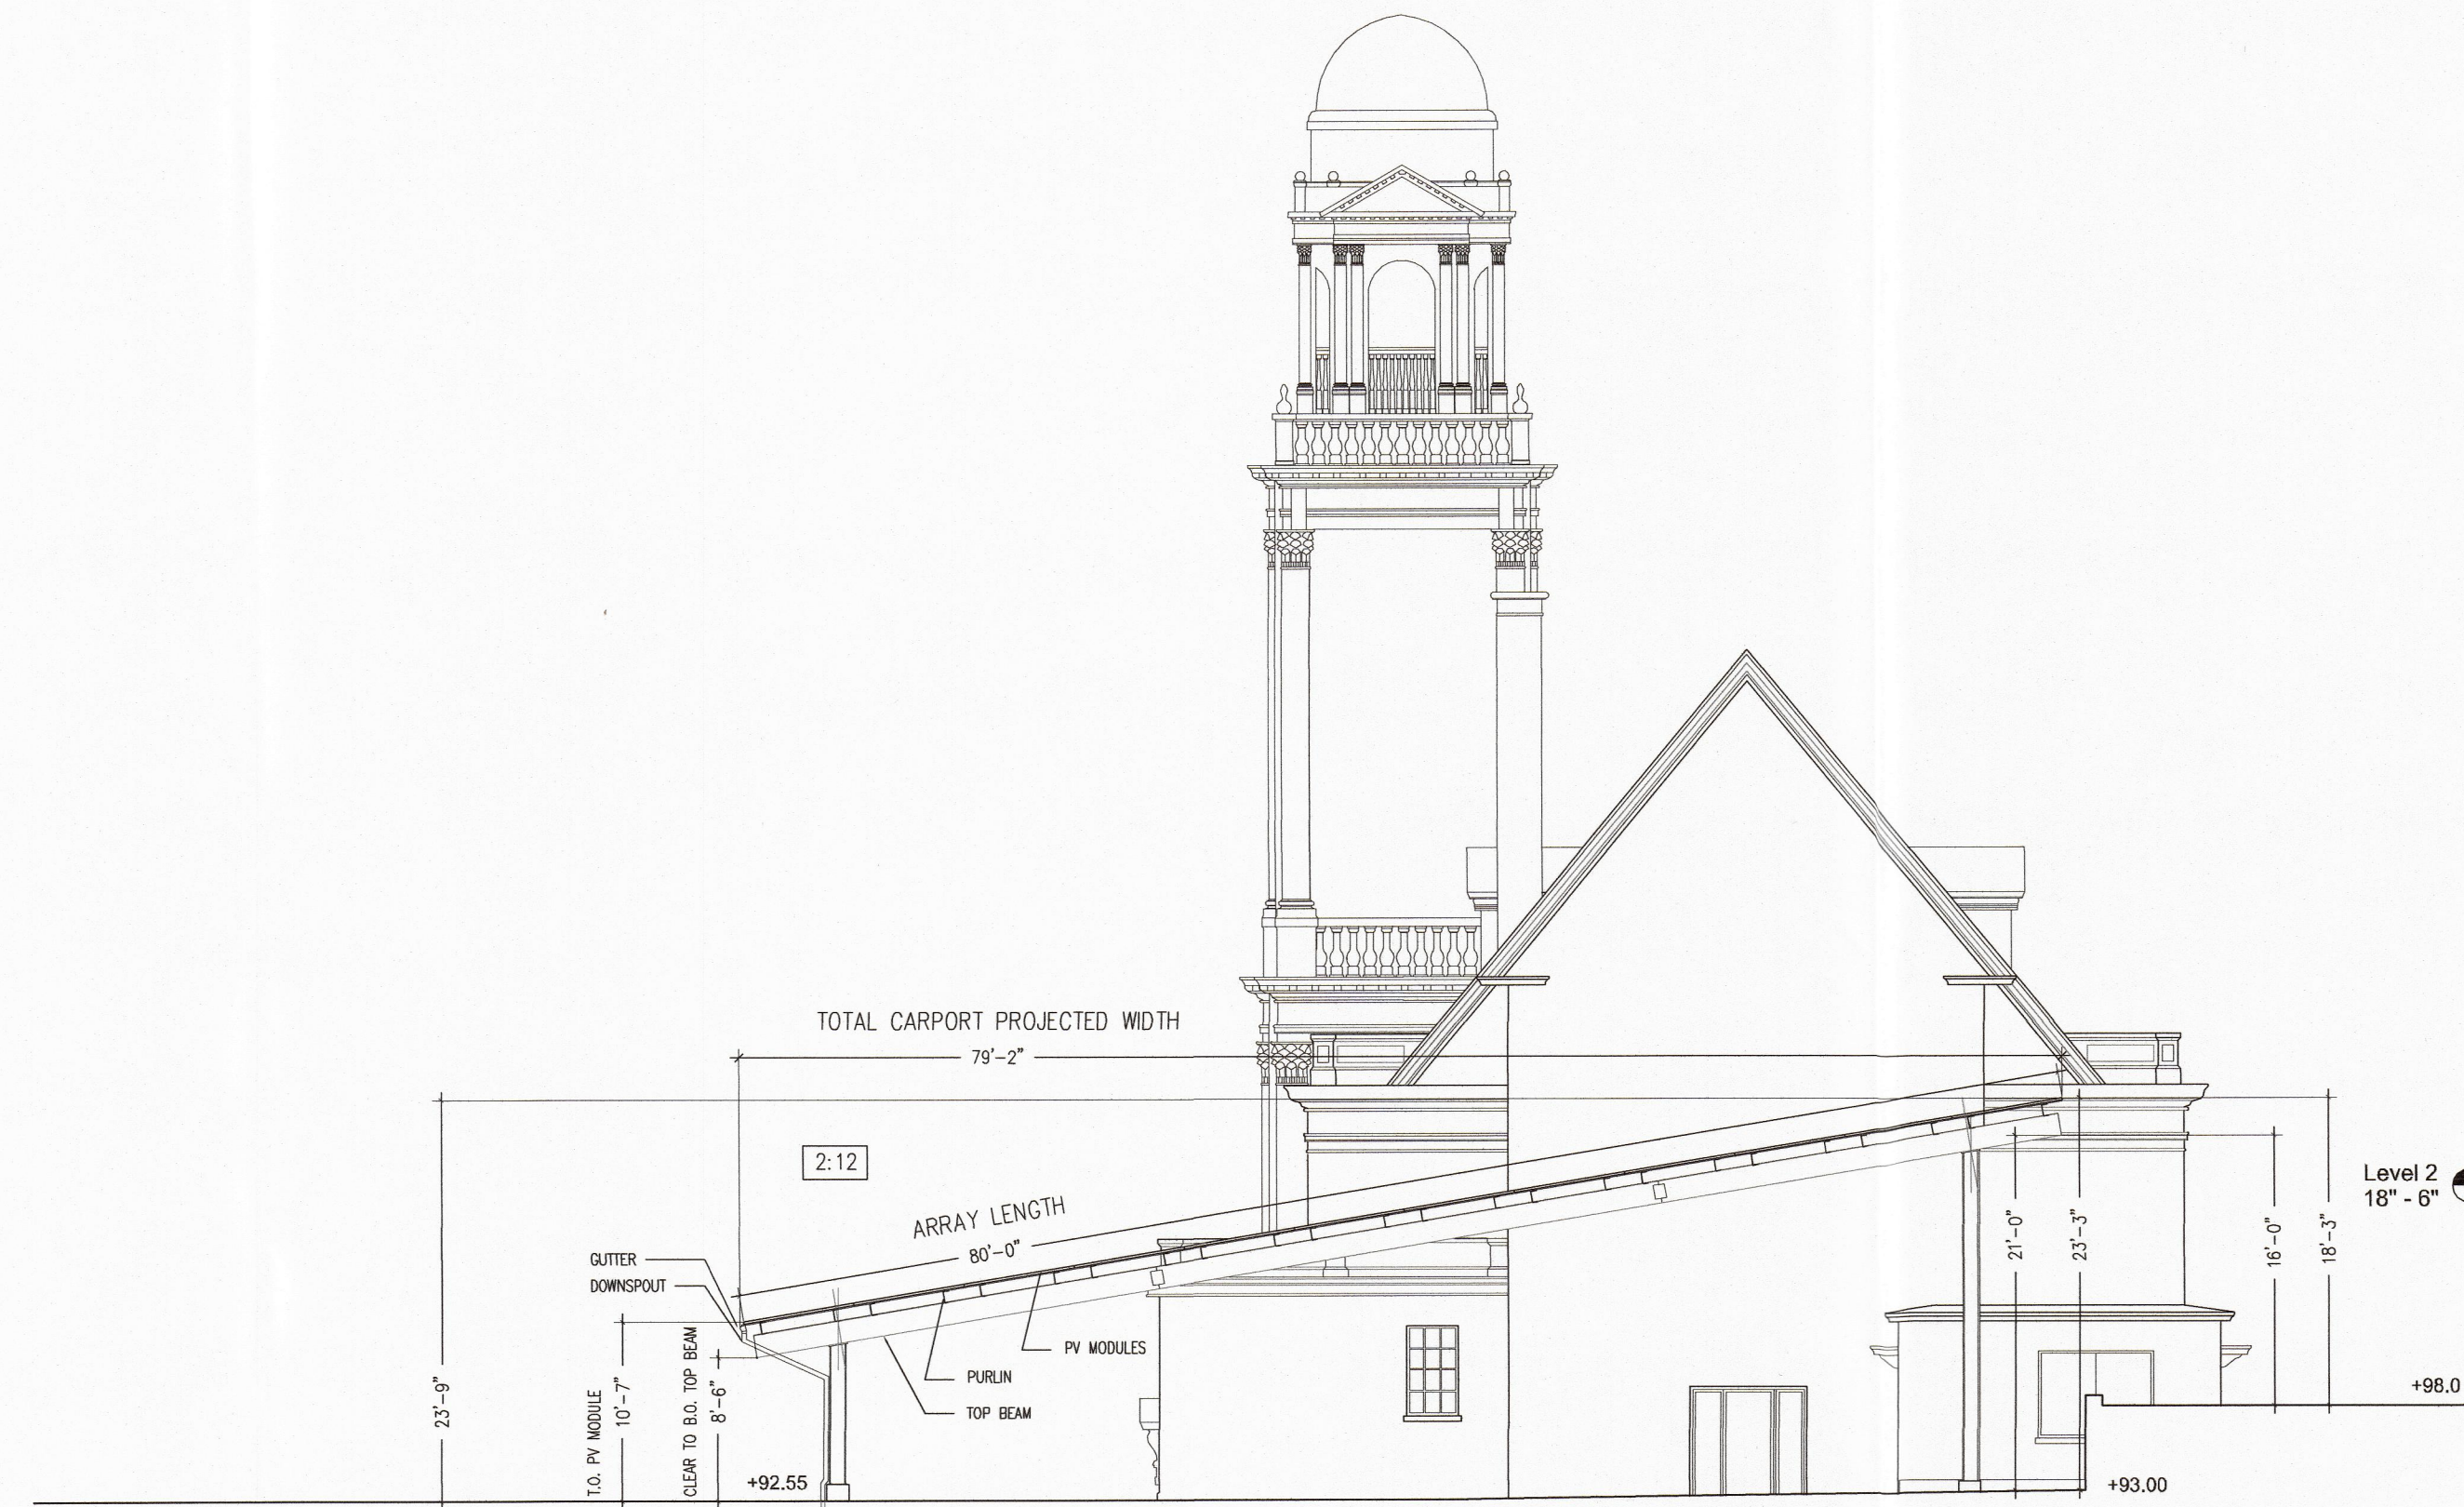 TOTAL CARPORT PROJECTED WIDTH
79'-2"
2:12
ARRAY LENGTH
80'-0"
GUTTER
DOWNSPOUT
PV MODULES
PURLIN
TOP BEAM
23'-9"
T.O. PV MODULE
10'-7"
CLEAR TO B.O. TOP BEAM
8'-6"
+92.55
21'-0"
23'-3"
16'-0"
18'-3"
Level 2
18" - 6"
+98.0
+93.00